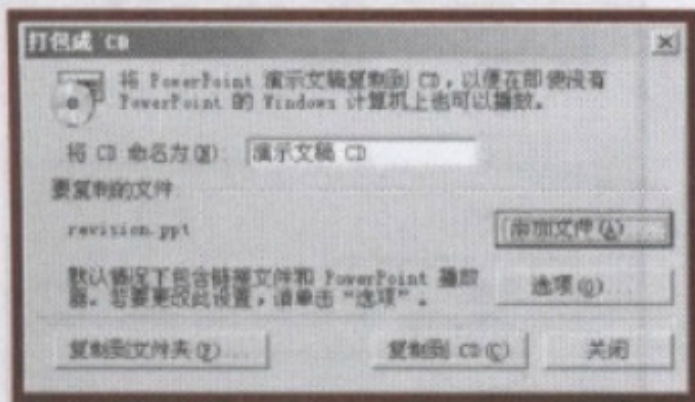 打包成 CD
将 PowerPoint 演示文稿复制到 CD，以便在即使没有
PowerPoint 的 Windows 计算机上也可以播放。
将 CD 命名为(N): 演示文稿 CD
要复制的文件
revision.ppt
添加文件(A)...
默认情况下包含链接文件和 PowerPoint 播放
器。若要更改此设置，请单击“选项”。
选项(O)...
复制到文件夹(F)...
复制到 CD(C)
关闭